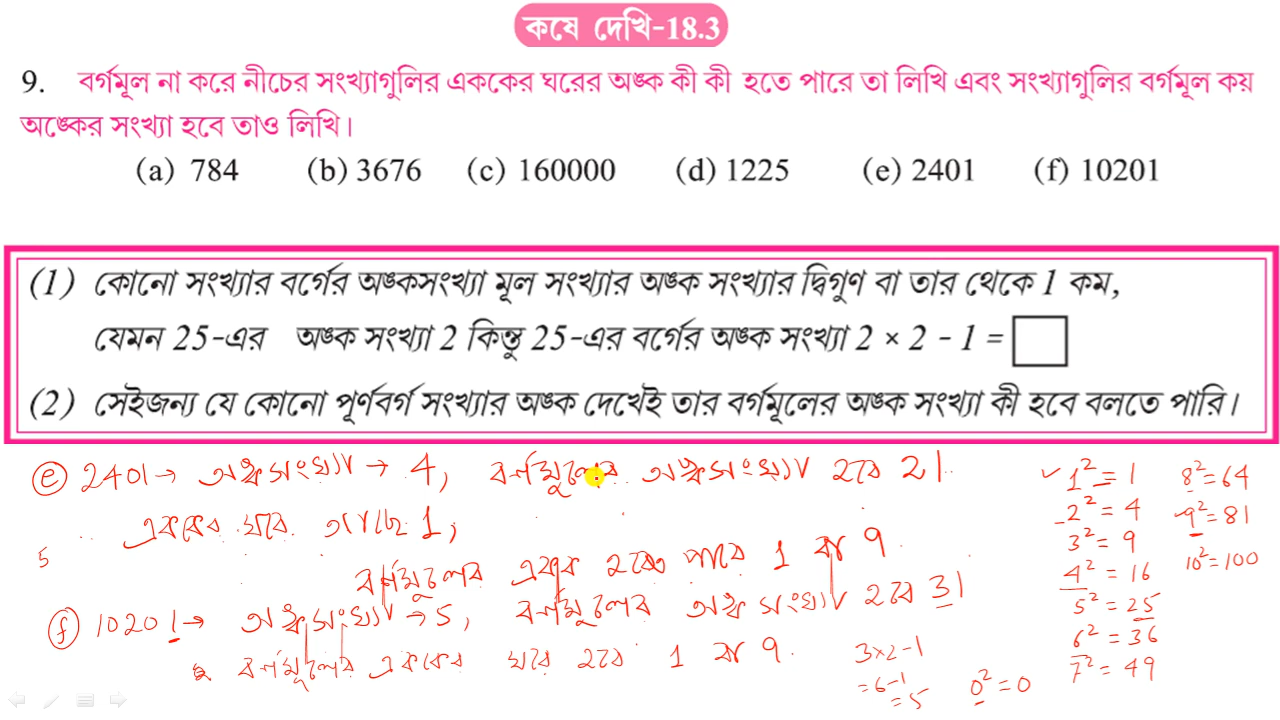 কষে দেখি-18.3
9. বর্গমূল না করে নীচের সংখ্যাগুলির এককের ঘরের অঙ্ক কী কী হতে পারে তা লিখি এবং সংখ্যাগুলির বর্গমূল কয়
অঙ্কের সংখ্যা হবে তাও লিখি।
(a) 784 (b) 3676 (c) 160000 (d) 1225 (e) 2401 (f) 10201
(1) কোনো সংখ্যার বর্গের অঙ্কসংখ্যা মূল সংখ্যার অঙ্ক সংখ্যার দ্বিগুণ বা তার থেকে 1 কম,
যেমন 25-এর অঙ্ক সংখ্যা 2 কিন্তু 25-এর বর্গের অঙ্ক সংখ্যা 2 × 2 - 1 =
(2) সেইজন্য যে কোনো পূর্ণবর্গ সংখ্যার অঙ্ক দেখেই তার বর্গমূলের অঙ্ক সংখ্যা কী হবে বলতে পারি।
(e) 2401 → অঙ্কসংখ্যা → 4, বর্গমূলের অঙ্কসংখ্যা হবে 2।
এককের ঘরে আছে 1,
5
বর্গমূলের একক হতে পারে 1 বা 9.
(f) 10201 → অঙ্কসংখ্যা → 5, বর্গমূলের অঙ্ক সংখ্যা হবে 3।
বর্গমূলের এককের ঘরে হবে 1 বা 9.
3×2-1
=6-1
=5
0² = 0
1² = 1
2² = 4
3² = 9
4² = 16
5² = 25
6² = 36
7² = 49
8² = 64
9² = 81
10² = 100